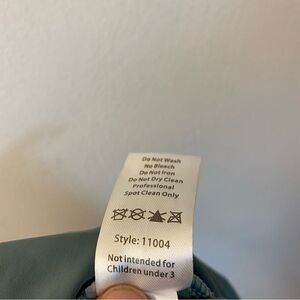 Do Not Wash
No Bleach
Do Not Iron
Do Not Dry Clean
Professional
Spot Clean Only
Style: 11004
Not intended for
Children under 3